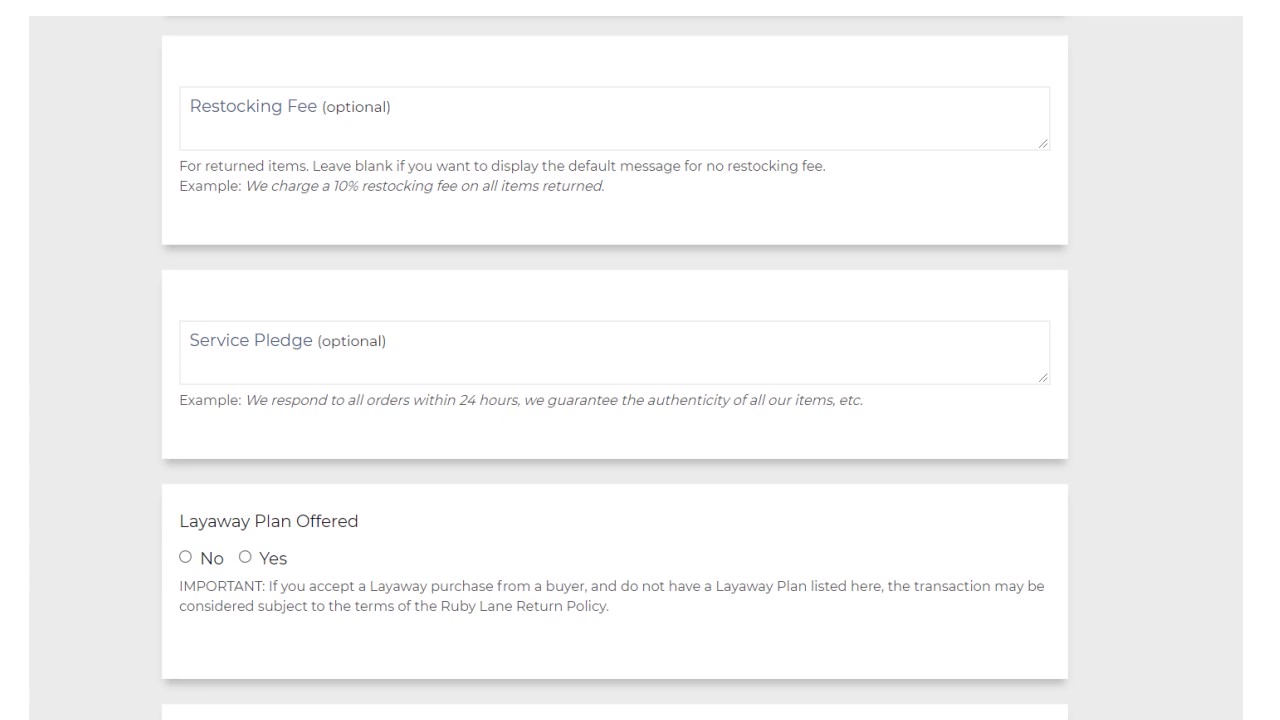 Restocking Fee (optional)
For returned items. Leave blank if you want to display the default message for no restocking fee.
Example: We charge a 10% restocking fee on all items returned.
Service Pledge (optional)
Example: We respond to all orders within 24 hours, we guarantee the authenticity of all our items, etc.
Layaway Plan Offered
No Yes
IMPORTANT: If you accept a Layaway purchase from a buyer, and do not have a Layaway Plan listed here, the transaction may be
considered subject to the terms of the Ruby Lane Return Policy.